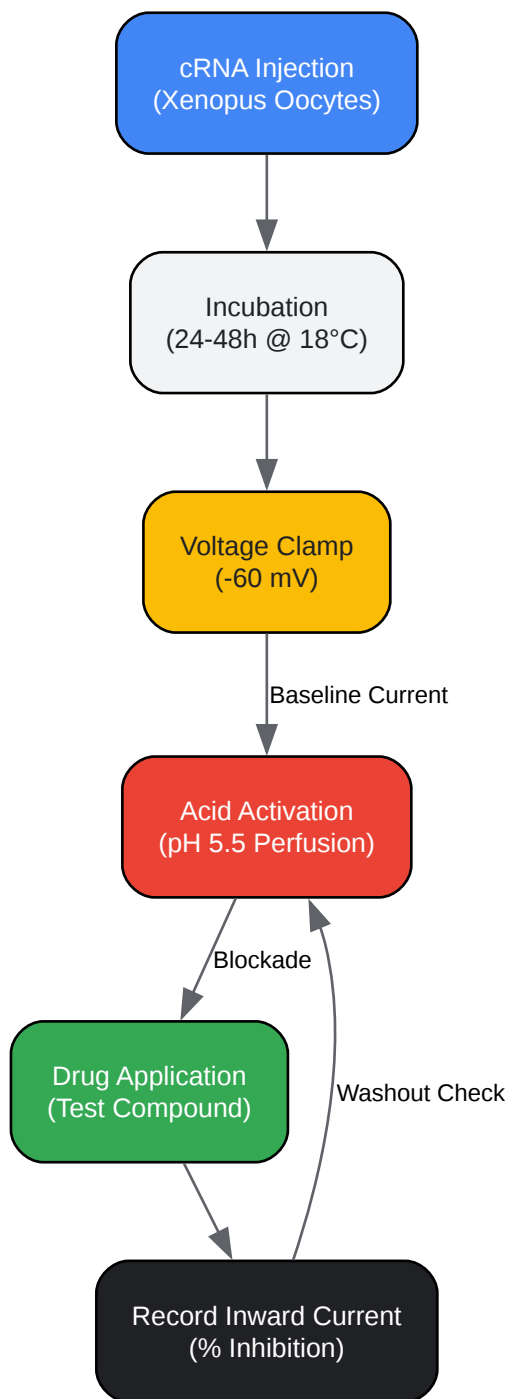 cRNA Injection
(Xenopus Oocytes)
Incubation
(24-48h @ 18°C)
Voltage Clamp
(-60 mV)
Baseline Current
Acid Activation
(pH 5.5 Perfusion)
Blockade
Drug Application
(Test Compound)
Washout Check
Record Inward Current
(% Inhibition)